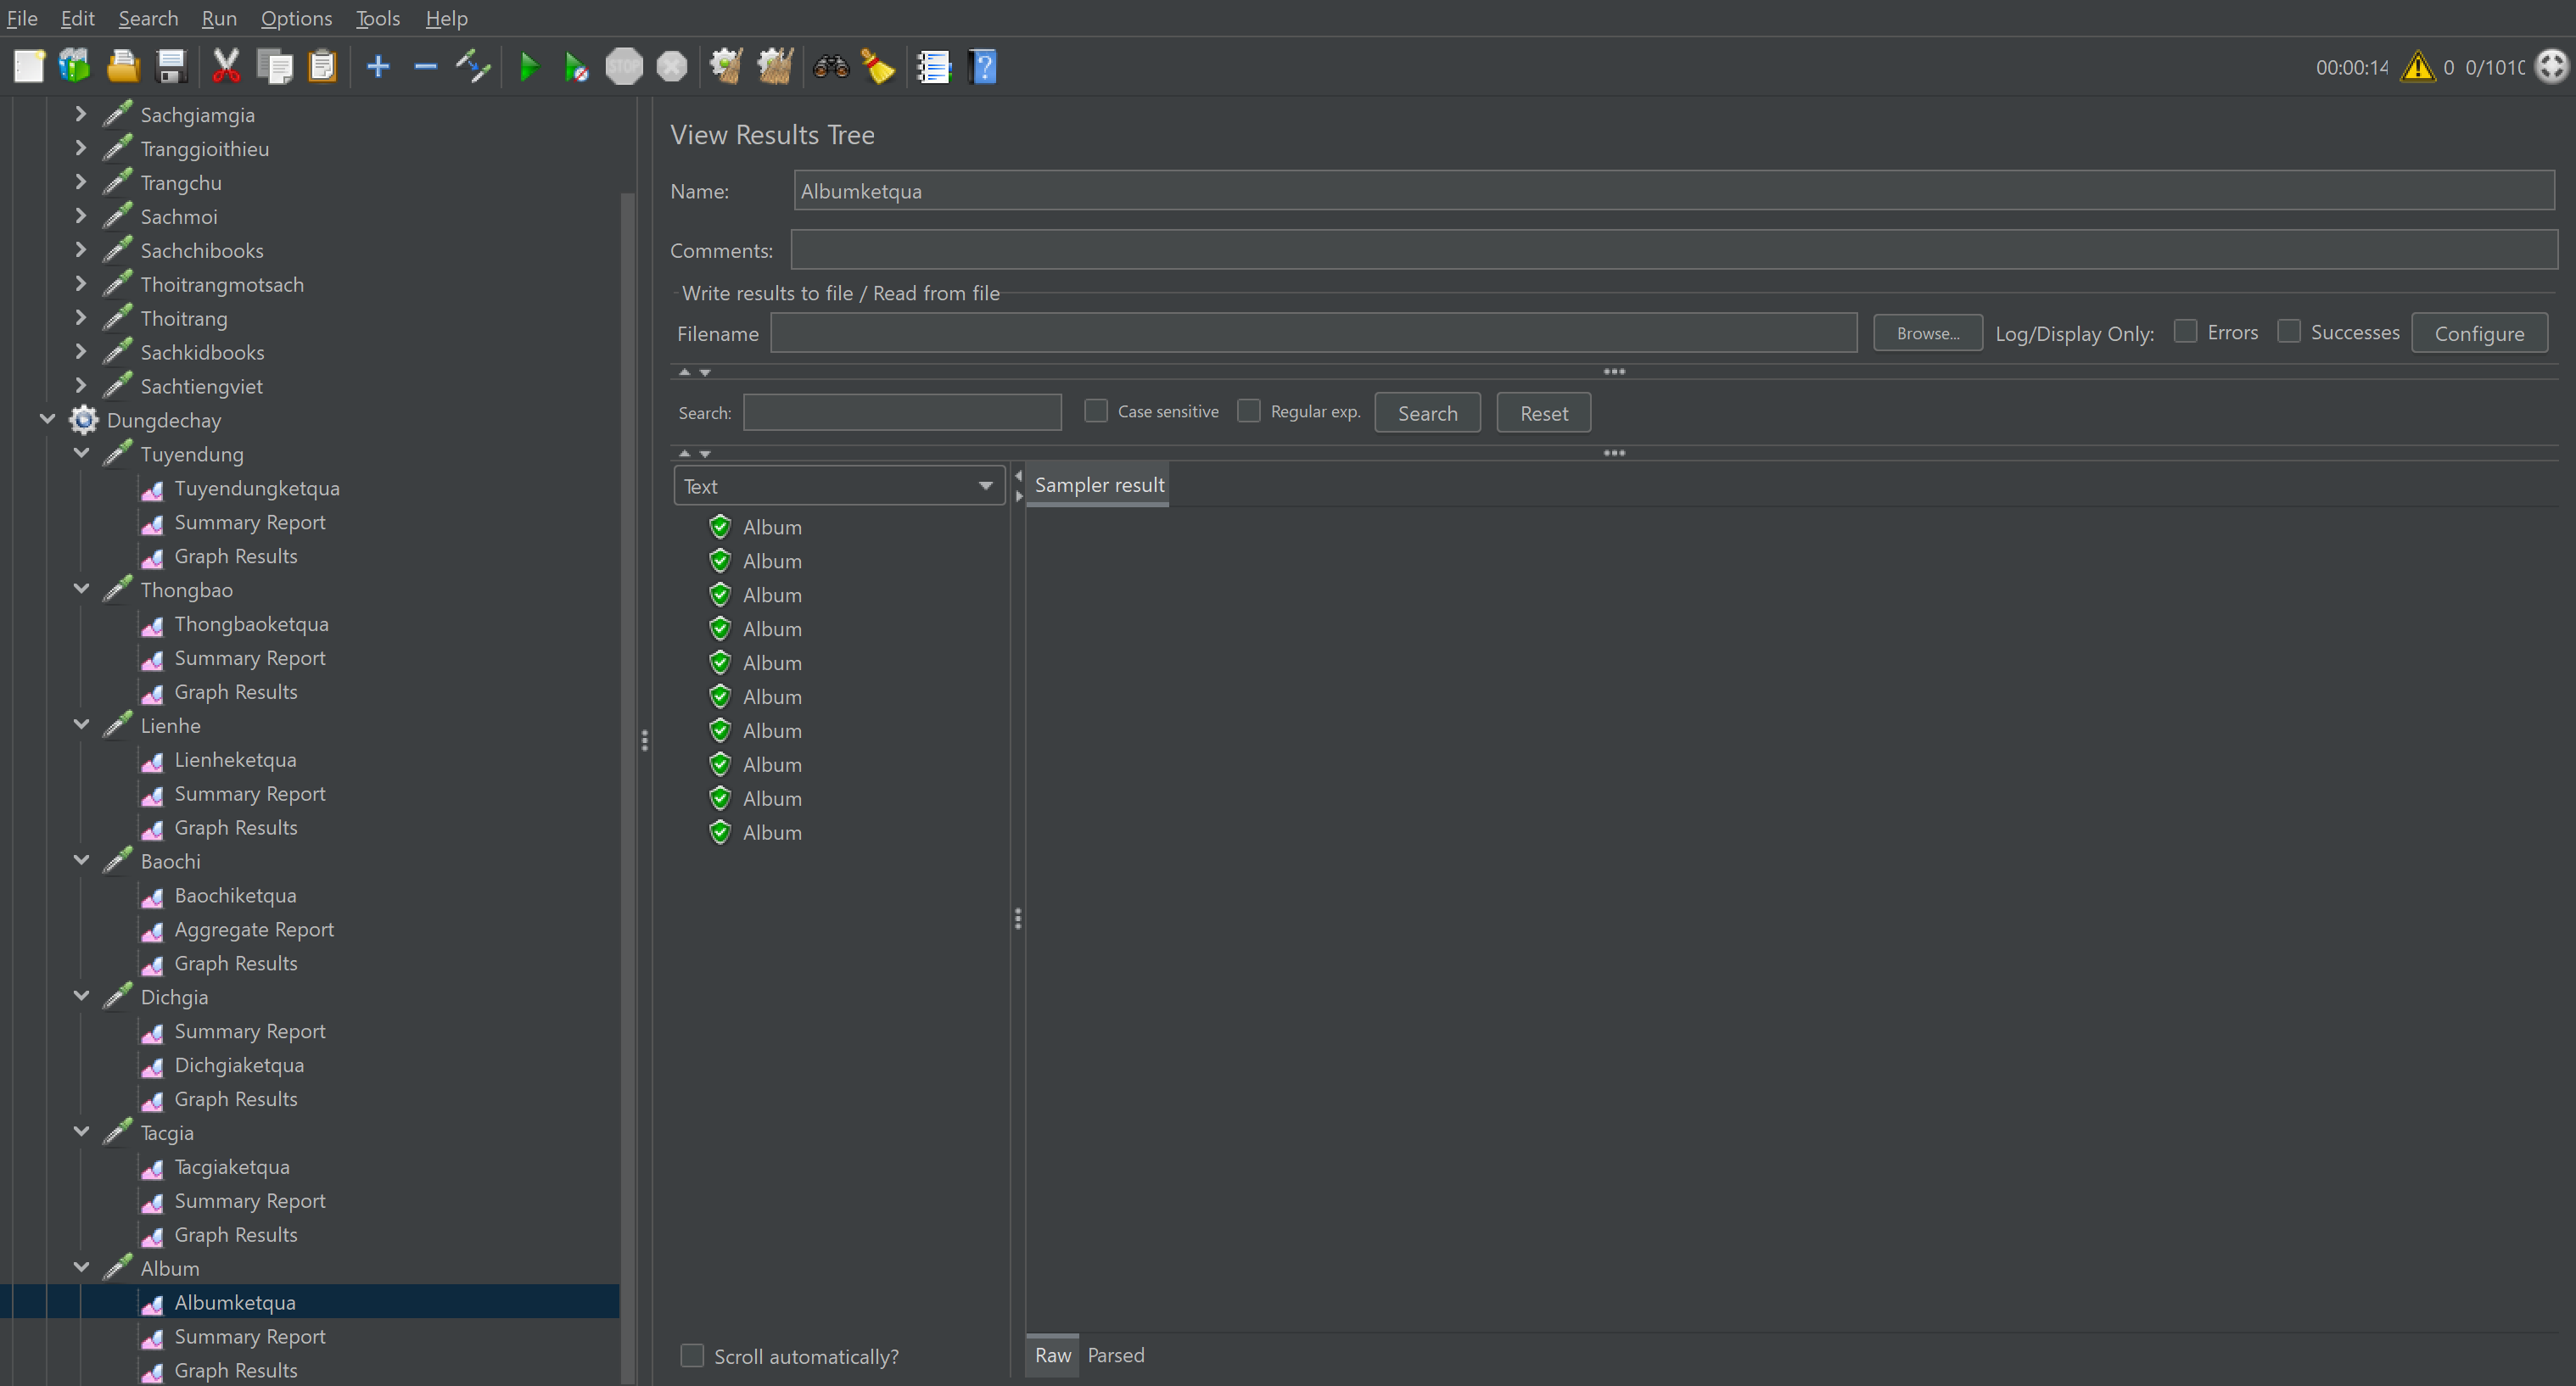 File Edit Search Run Options Tools Help
STOP
?
00:00:14 0 0/1010
Sachgiamgia
Tranggioithieu
Trangchu
Sachmoi
Sachchibooks
Thoitrangmotsach
Thoitrang
Sachkidbooks
Sachtiengviet
Dungdechay
Tuyendung
Tuyendungketqua
Summary Report
Graph Results
Thongbao
Thongbaoketqua
Summary Report
Graph Results
Lienhe
Lienheketqua
Summary Report
Graph Results
Baochi
Baochiketqua
Aggregate Report
Graph Results
Dichgia
Summary Report
Dichgiaketqua
Graph Results
Tacgia
Tacgiaketqua
Summary Report
Graph Results
Album
Albumketqua
Summary Report
Graph Results
View Results Tree
Name: Albumketqua
Comments:
Write results to file / Read from file
Filename Browse... Log/Display Only: Errors Successes Configure
Search: Case sensitive Regular exp. Search Reset
Text
Sampler result
Album
Album
Album
Album
Album
Album
Album
Album
Album
Album
Scroll automatically?
Raw Parsed